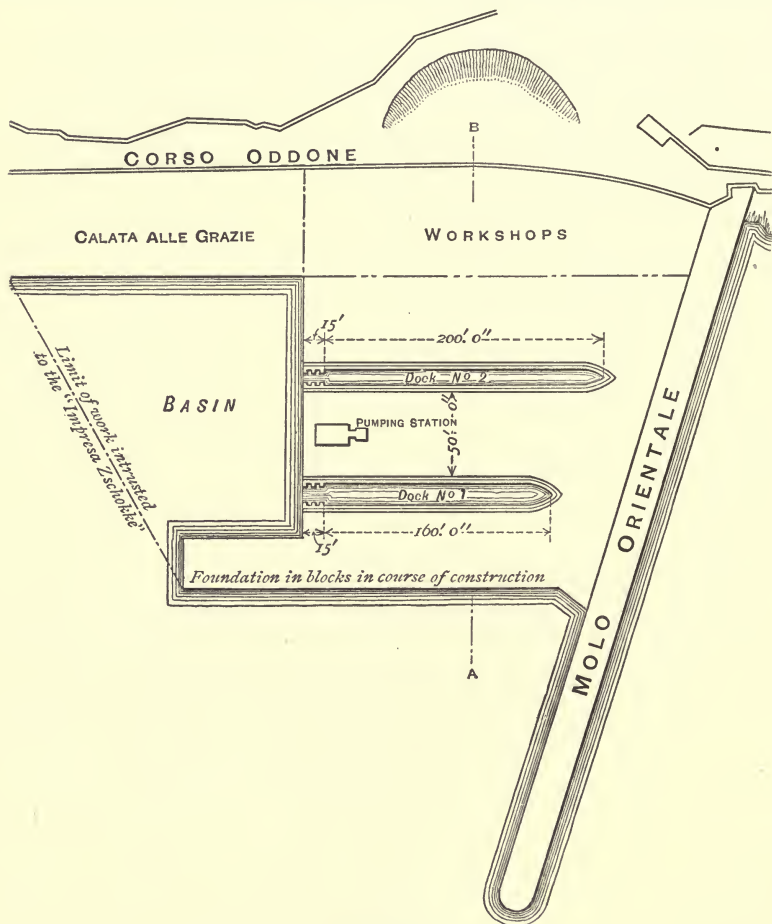 B
CORSO ODDONE
CALATA ALLE GRAZIE
WORKSHOPS
15'
200'. 0"
Dock No 2
Limit of work intrusted
to the "Impresa Zschokke"
BASIN
PUMPING STATION
50'. 0"
Dock No 1
15'
160'. 0"
Foundation in blocks in course of construction
MOLO ORIENTALE
A